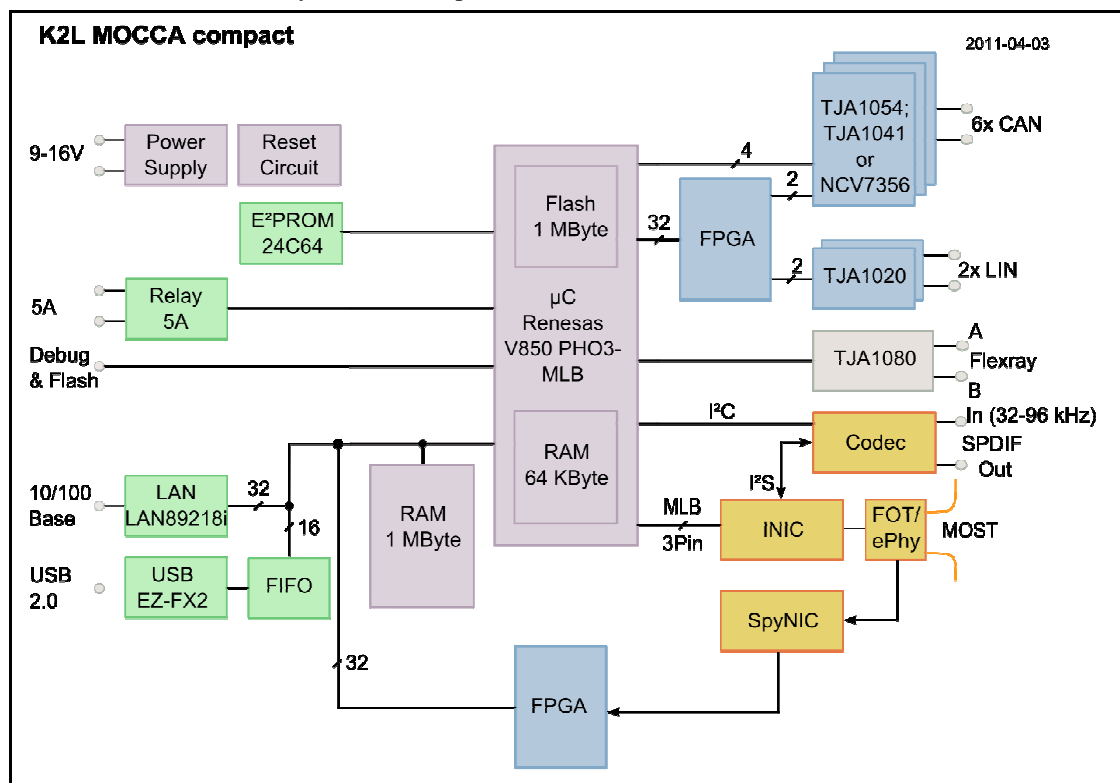 K2L MOCCA compact
2011-04-03
9-16V
Power
Supply
Reset
Circuit
E²PROM
24C64
5A
Relay
5A
Debug
& Flash
10/100
Base
LAN
LAN89218i
32
16
USB
2.0
USB
EZ-FX2
FIFO
RAM
1 MByte
32
Flash
1 MByte
µC
Renesas
V850 PHO3-
MLB
RAM
64 KByte
4
32
FPGA
2
2
TJA1054;
TJA1041
or
NCV7356
6x CAN
TJA1020
2x LIN
TJA1080
A
Flexray
B
I²C
Codec
In (32-96 kHz)
SPDIF
Out
I²S
MLB
3Pin
INIC
FOT/
ePhy
MOST
SpyNIC
FPGA